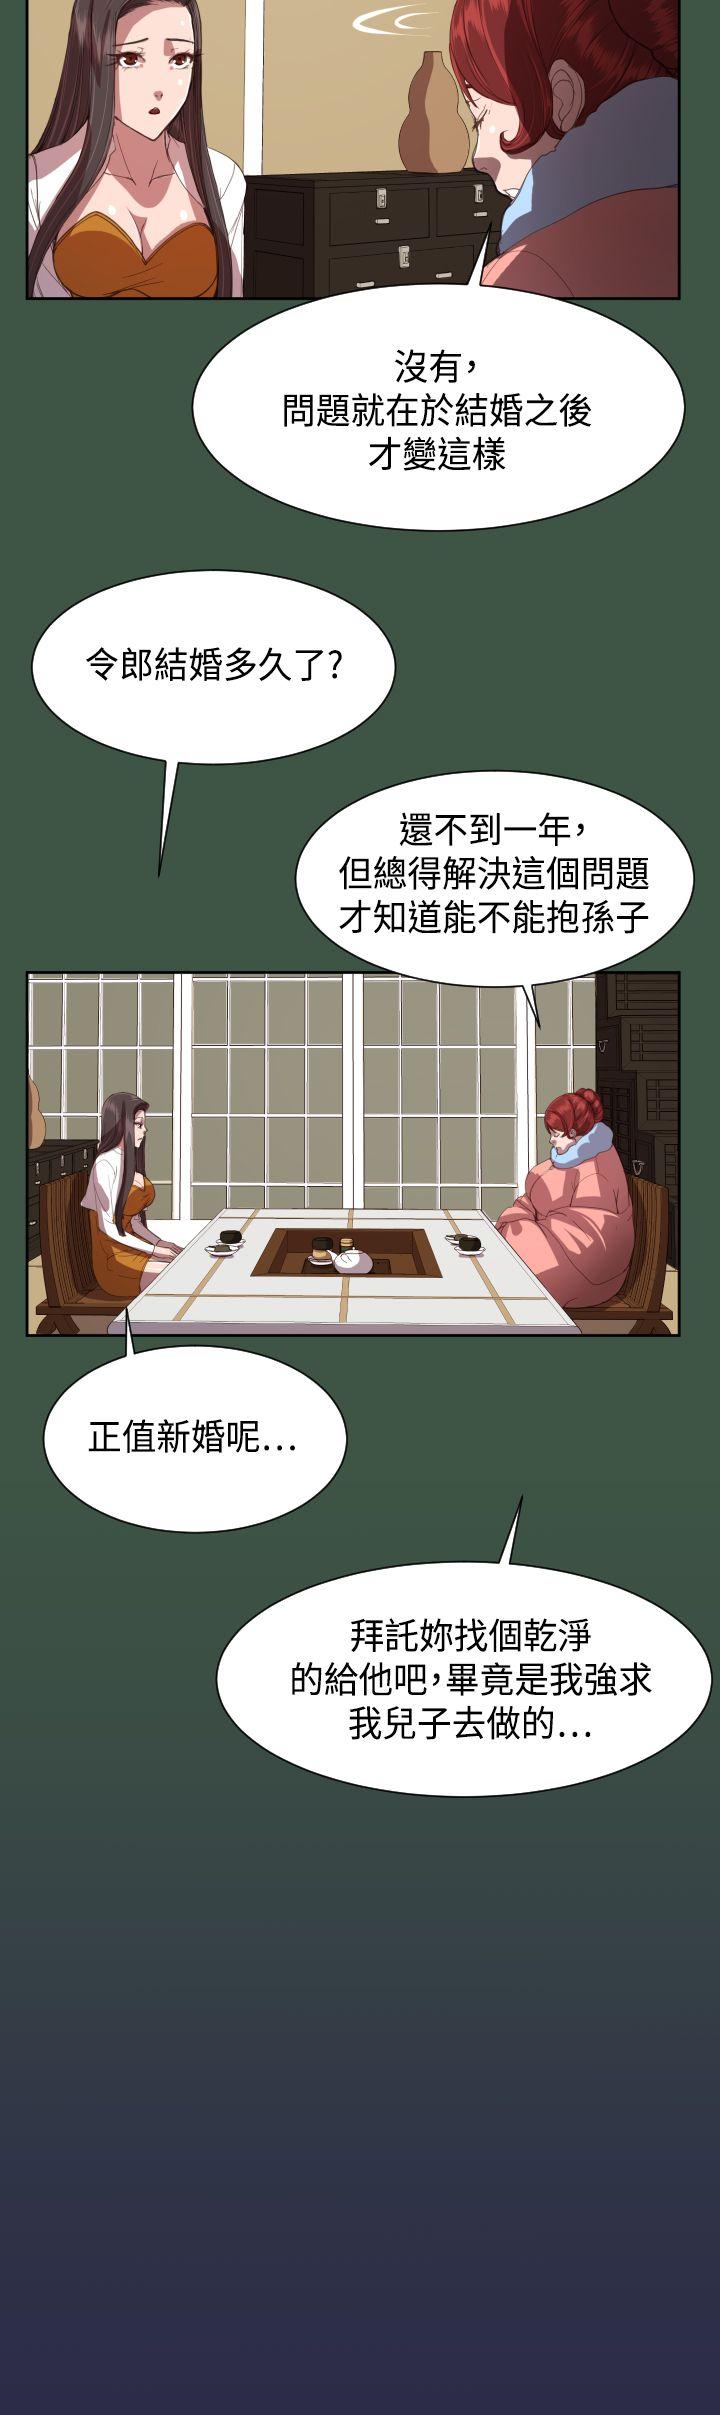 沒有，
問題就在於結婚之後
才變這樣
令郎結婚多久了?
還不到一年，
但總得解決這個問題
才知道能不能抱孫子
正值新婚呢...
拜託妳找個乾淨
的給他吧，畢竟是我強求
我兒子去做的...